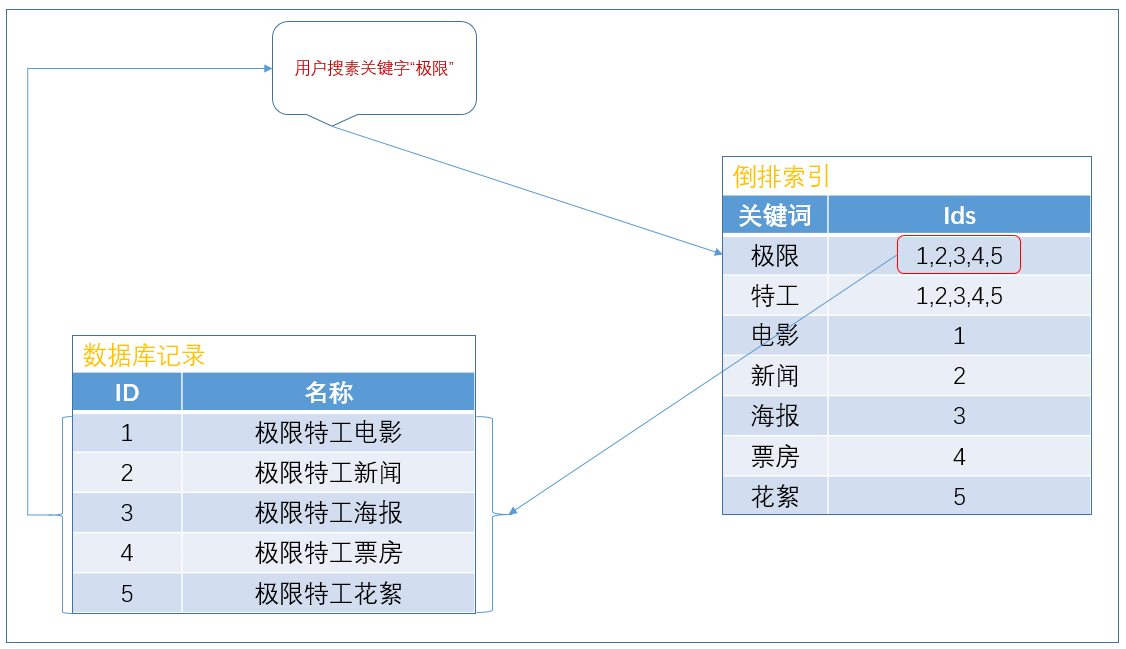 用户搜素关键字“极限”
倒排索引
关键词 Ids
极限 1,2,3,4,5
特工 1,2,3,4,5
电影 1
新闻 2
海报 3
票房 4
花絮 5
数据库记录
ID 名称
1 极限特工电影
2 极限特工新闻
3 极限特工海报
4 极限特工票房
5 极限特工花絮